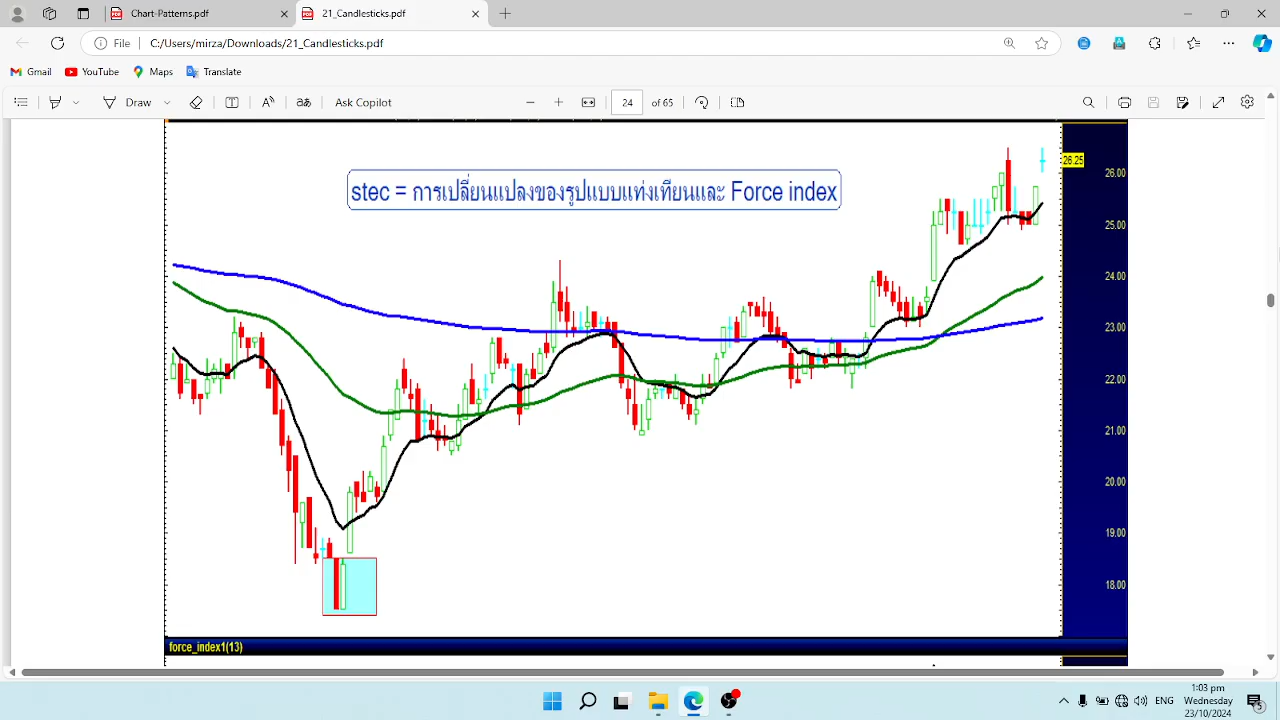 Chart-Patterns.pdf
21_Candlesticks.pdf
File C:/Users/mirza/Downloads/21_Candlesticks.pdf
Gmail YouTube Maps Translate
Draw aあ Ask Copilot 24 of 65
26.25
26.00
stec = การเปลี่ยนแปลงของรูปแบบแท่งเทียนและ Force index
25.00
24.00
23.00
22.00
21.00
20.00
19.00
18.00
force_index1(13)
1:03 pm
Wednesday
23/10/2024
5